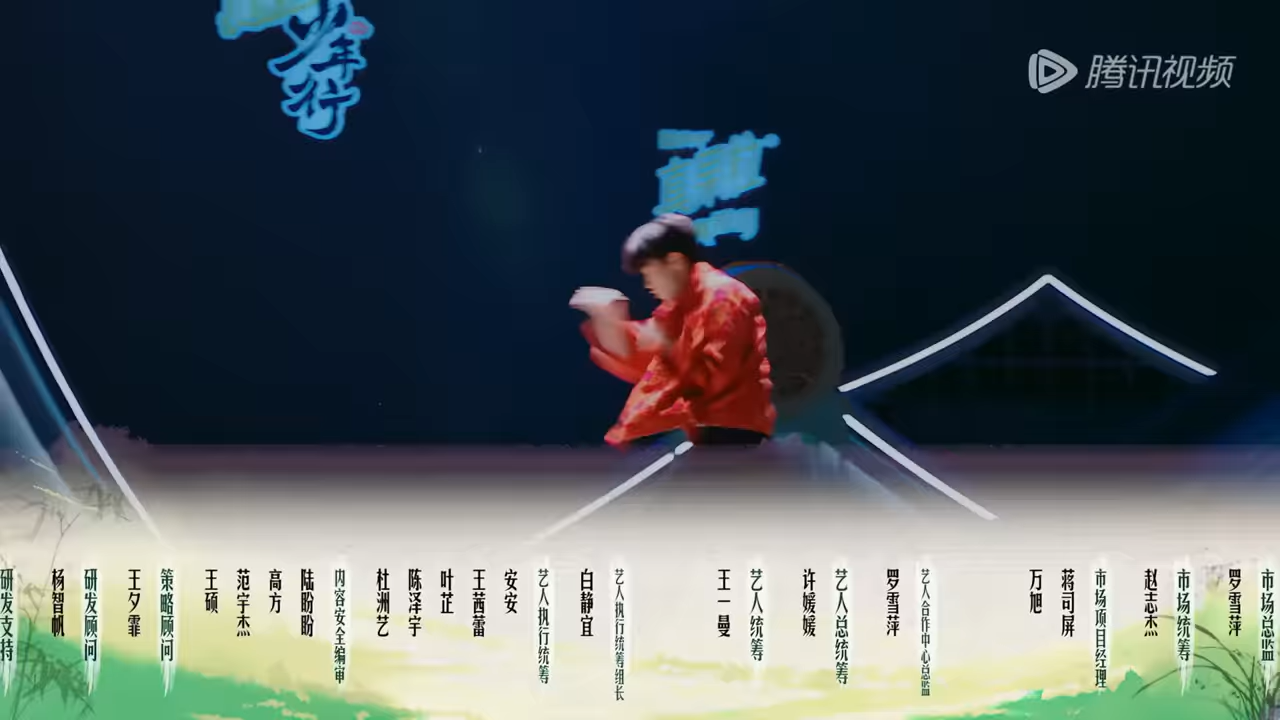 腾讯视频
少年行
市场总监
罗雪萍
市场统筹
赵志杰
市场项目经理
蒋司屏
万旭
艺人合作中心总监
罗雪萍
艺人总统筹
许媛媛
艺人统筹
王一曼
艺人执行统筹组长
白静宜
艺人执行统筹
安安
王茜蕾
叶芷
陈泽宇
杜洲艺
内容安全编审
陆盼盼
高方
范宇杰
王硕
策略顾问
王夕霏
研发顾问
杨智帆
研发支持